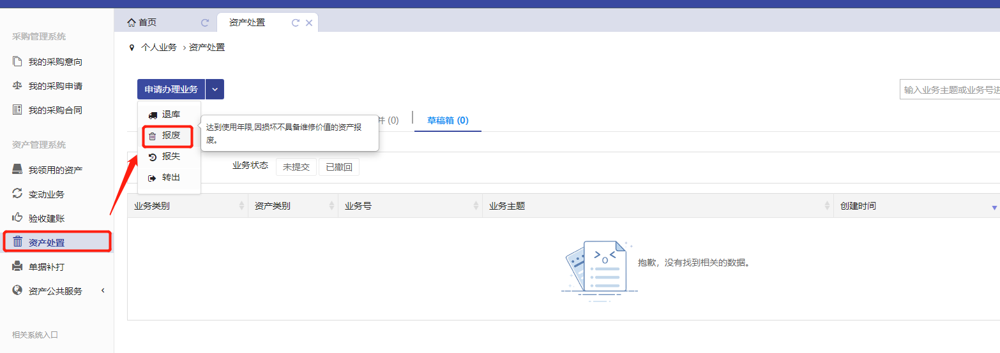 采购管理系统
我的采购意向
我的采购申请
我的采购合同
资产管理系统
我领用的资产
变动业务
验收建账
资产处置
单据补打
资产公共服务
相关系统入口
首页
资产处置
个人业务 > 资产处置
申请办理业务
输入业务主题或业务号进
退库
报废
报失
转出
达到使用年限,因损坏不具备维修价值的资产报
废。
(0)
草稿箱 (0)
业务状态
未提交
已撤回
业务类别
资产类别
业务号
业务主题
创建时间
抱歉，没有找到相关的数据。